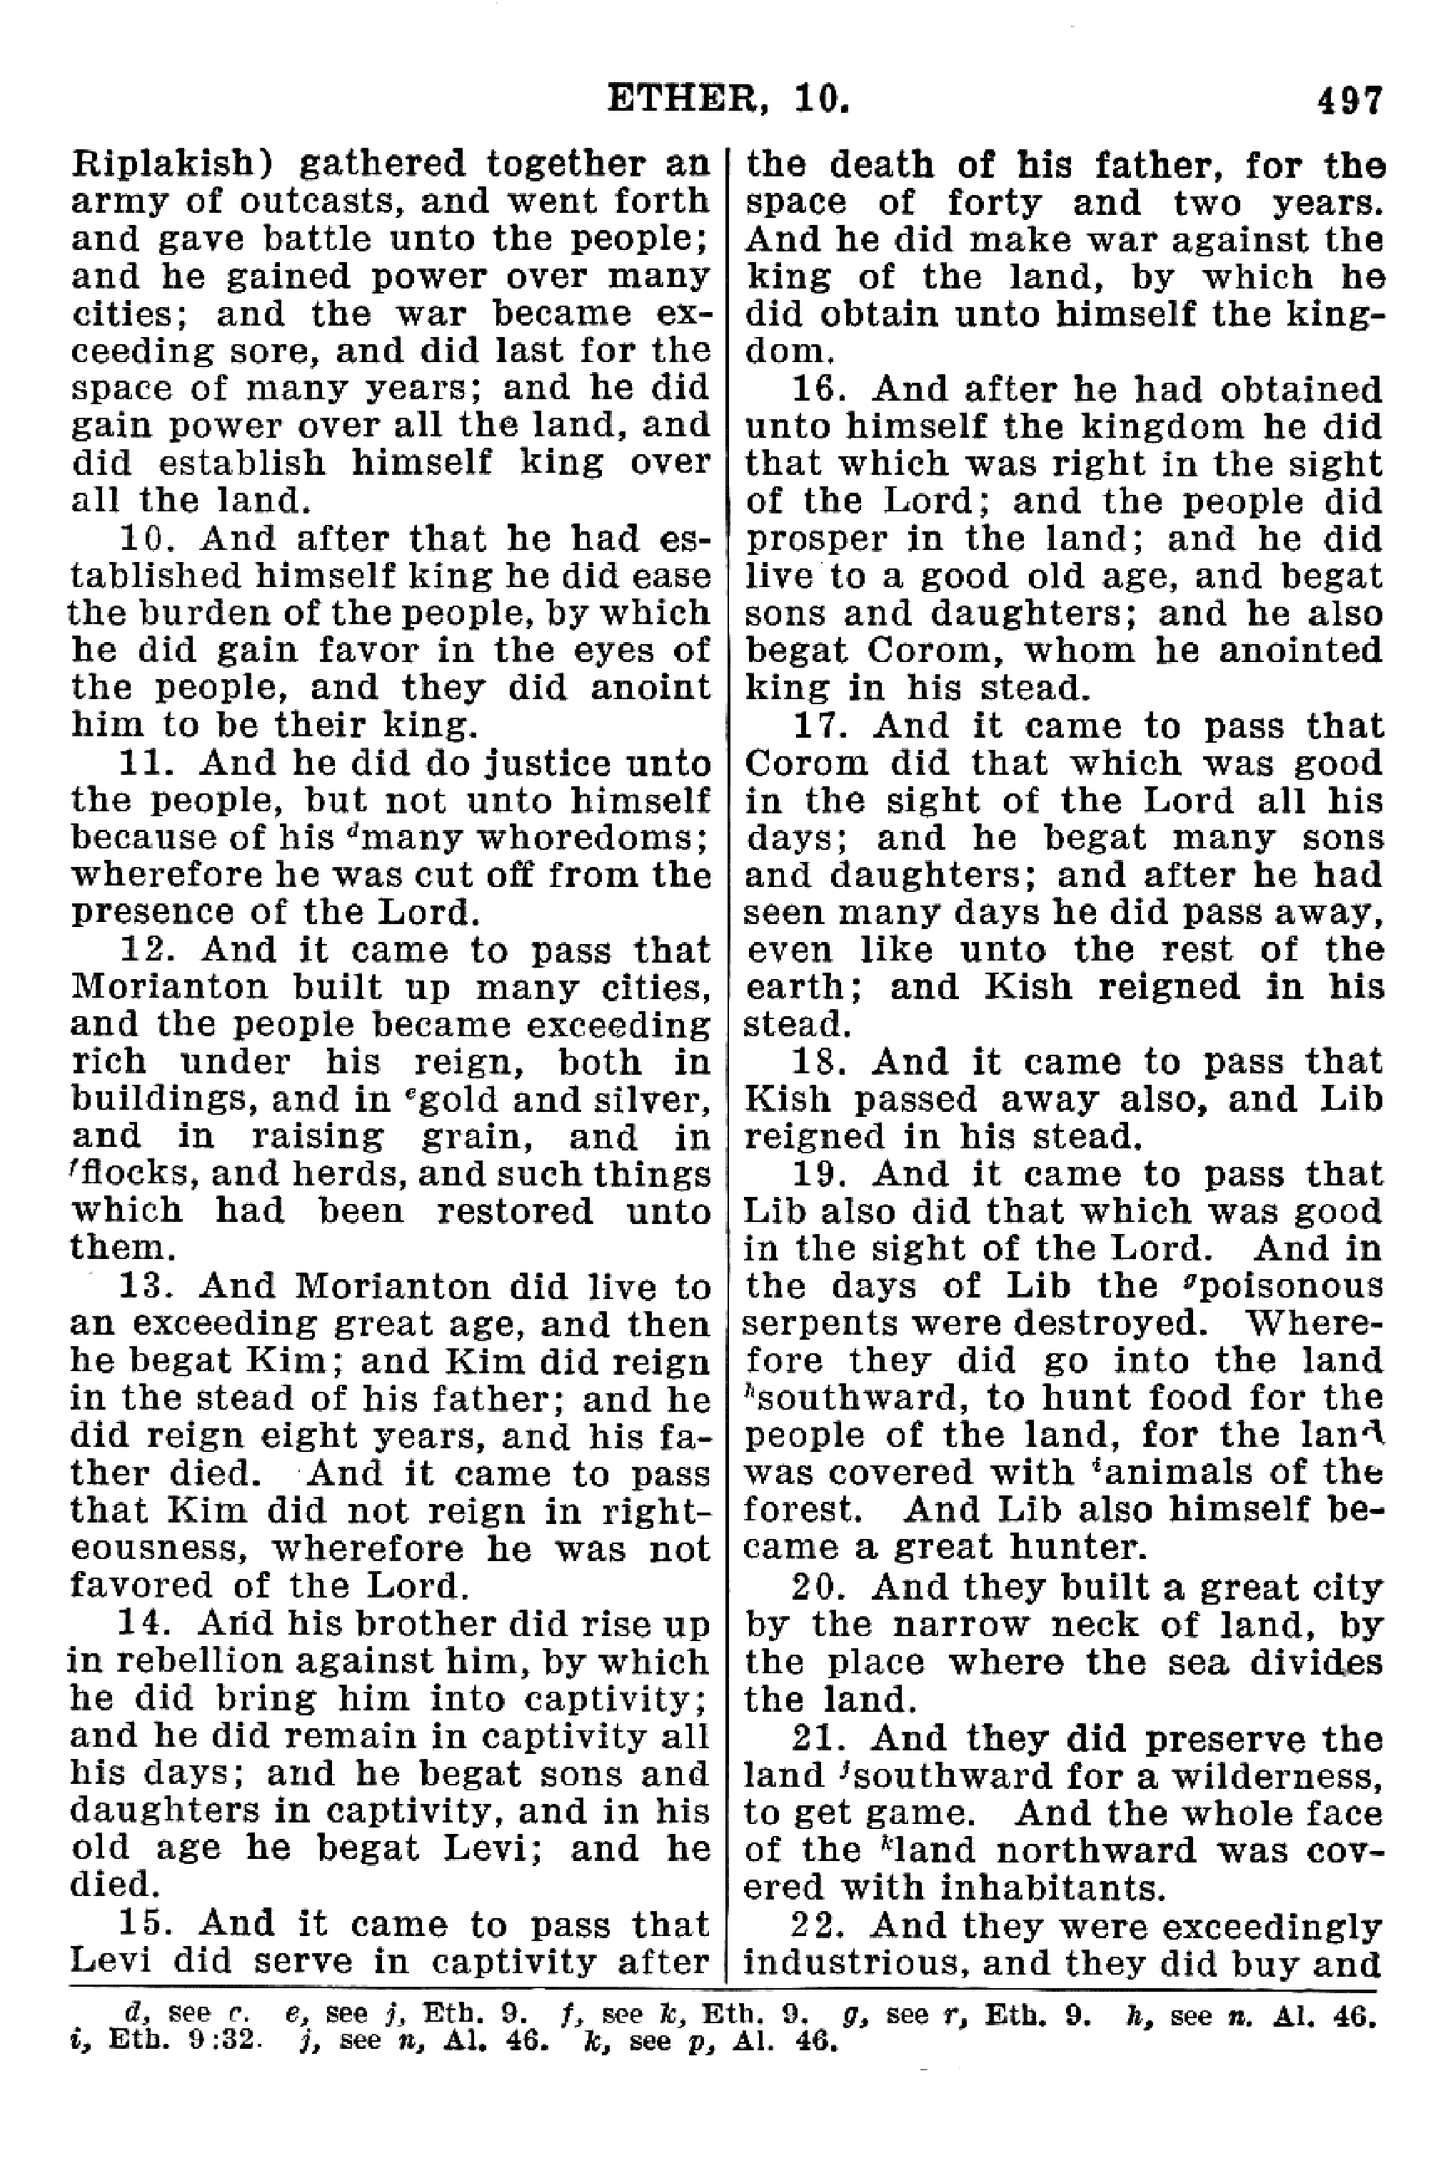 ETHER, 10.
497
Riplakish) gathered together an
army of outcasts, and went forth
and gave battle unto the people;
and he gained power over many
cities; and the war became ex-
ceeding sore, and did last for the
space of many years; and he did
gain power over all the land, and
did establish himself king over
all the land.
10. And after that he had es-
tablished himself king he did ease
the burden of the people, by which
he did gain favor in the eyes of
the people, and they did anoint
him to be their king.
11. And he did do justice unto
the people, but not unto himself
because of his dmany whoredoms;
wherefore he was cut off from the
presence of the Lord.
12. And it came to pass that
Morianton built up many cities,
and the people became exceeding
rich under his reign, both in
buildings, and in egold and silver,
and in raising grain, and in
fflocks, and herds, and such things
which had been restored unto
them.
13. And Morianton did live to
an exceeding great age, and then
he begat Kim; and Kim did reign
in the stead of his father; and he
did reign eight years, and his fa-
ther died. And it came to pass
that Kim did not reign in right-
eousness, wherefore he was not
favored of the Lord.
14. And his brother did rise up
in rebellion against him, by which
he did bring him into captivity;
and he did remain in captivity all
his days; and he begat sons and
daughters in captivity, and in his
old age he begat Levi; and he
died.
15. And it came to pass that
Levi did serve in captivity after
the death of his father, for the
space of forty and two years.
And he did make war against the
king of the land, by which he
did obtain unto himself the king-
dom.
16. And after he had obtained
unto himself the kingdom he did
that which was right in the sight
of the Lord; and the people did
prosper in the land; and he did
live to a good old age, and begat
sons and daughters; and he also
begat Corom, whom he anointed
king in his stead.
17. And it came to pass that
Corom did that which was good
in the sight of the Lord all his
days; and he begat many sons
and daughters; and after he had
seen many days he did pass away,
even like unto the rest of the
earth; and Kish reigned in his
stead.
18. And it came to pass that
Kish passed away also, and Lib
reigned in his stead.
19. And it came to pass that
Lib also did that which was good
in the sight of the Lord. And in
the days of Lib the gpoisonous
serpents were destroyed. Where-
fore they did go into the land
hsouthward, to hunt food for the
people of the land, for the land
was covered with ianimals of the
forest. And Lib also himself be-
came a great hunter.
20. And they built a great city
by the narrow neck of land, by
the place where the sea divides
the land.
21. And they did preserve the
land jsouthward for a wilderness,
to get game. And the whole face
of the kland northward was cov-
ered with inhabitants.
22. And they were exceedingly
industrious, and they did buy and
d, see c. e, see j, Eth. 9. f, see k, Eth. 9. g, see r, Eth. 9. h, see n. Al. 46.
i, Eth. 9:32. j, see n, Al. 46. k, see p, Al. 46.